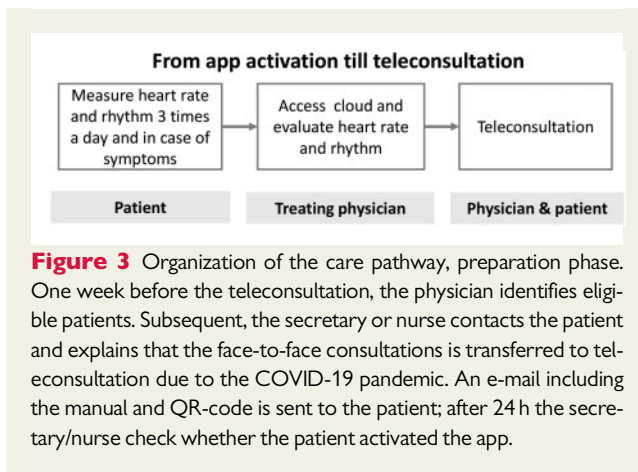 From app activation till teleconsultation
Measure heart rate
and rhythm 3 times
a day and in case of
symptoms
Access cloud and
evaluate heart rate
and rhythm
Teleconsultation
Patient
Treating physician
Physician & patient
Figure 3 Organization of the care pathway, preparation phase.
One week before the teleconsultation, the physician identifies eligi-
ble patients. Subsequent, the secretary or nurse contacts the patient
and explains that the face-to-face consultations is transferred to tel-
econsultation due to the COVID-19 pandemic. An e-mail including
the manual and QR-code is sent to the patient; after 24 h the secre-
tary/nurse check whether the patient activated the app.